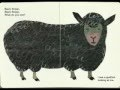 Black Sheep,
Black Sheep,
What do you see?
I see a goldfish
looking at me.